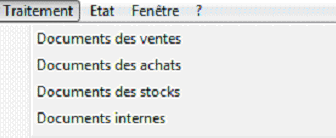 Traitement Etat Fenêtre ?
Documents des ventes
Documents des achats
Documents des stocks
Documents internes